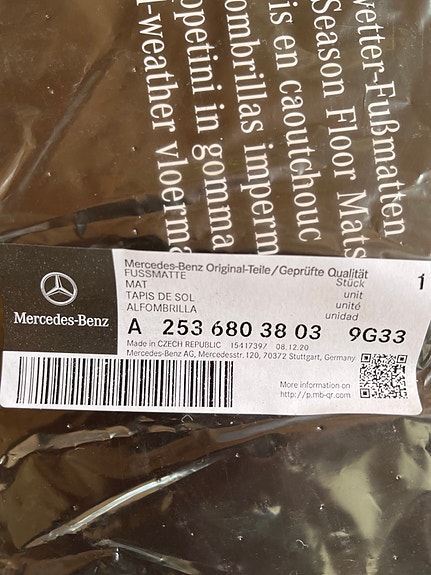 wetter-Fußmatten
Season Floor Mats
is en caoutchouc
ombrillas imperm
ppetini in gomma
l-weather vloerma
Mercedes-Benz
Mercedes-Benz Original-Teile/Geprüfte Qualität
FUSSMATTE
MAT
TAPIS DE SOL
ALFOMBRILLA
Stück
unit
unité
unidad
1
A 253 680 38 03 9G33
Made in CZECH REPUBLIC 15417397 08.12.20
Mercedes-Benz AG, Mercedesstr. 120, 70372 Stuttgart, Germany
More information on
http://p.mb-qr.com